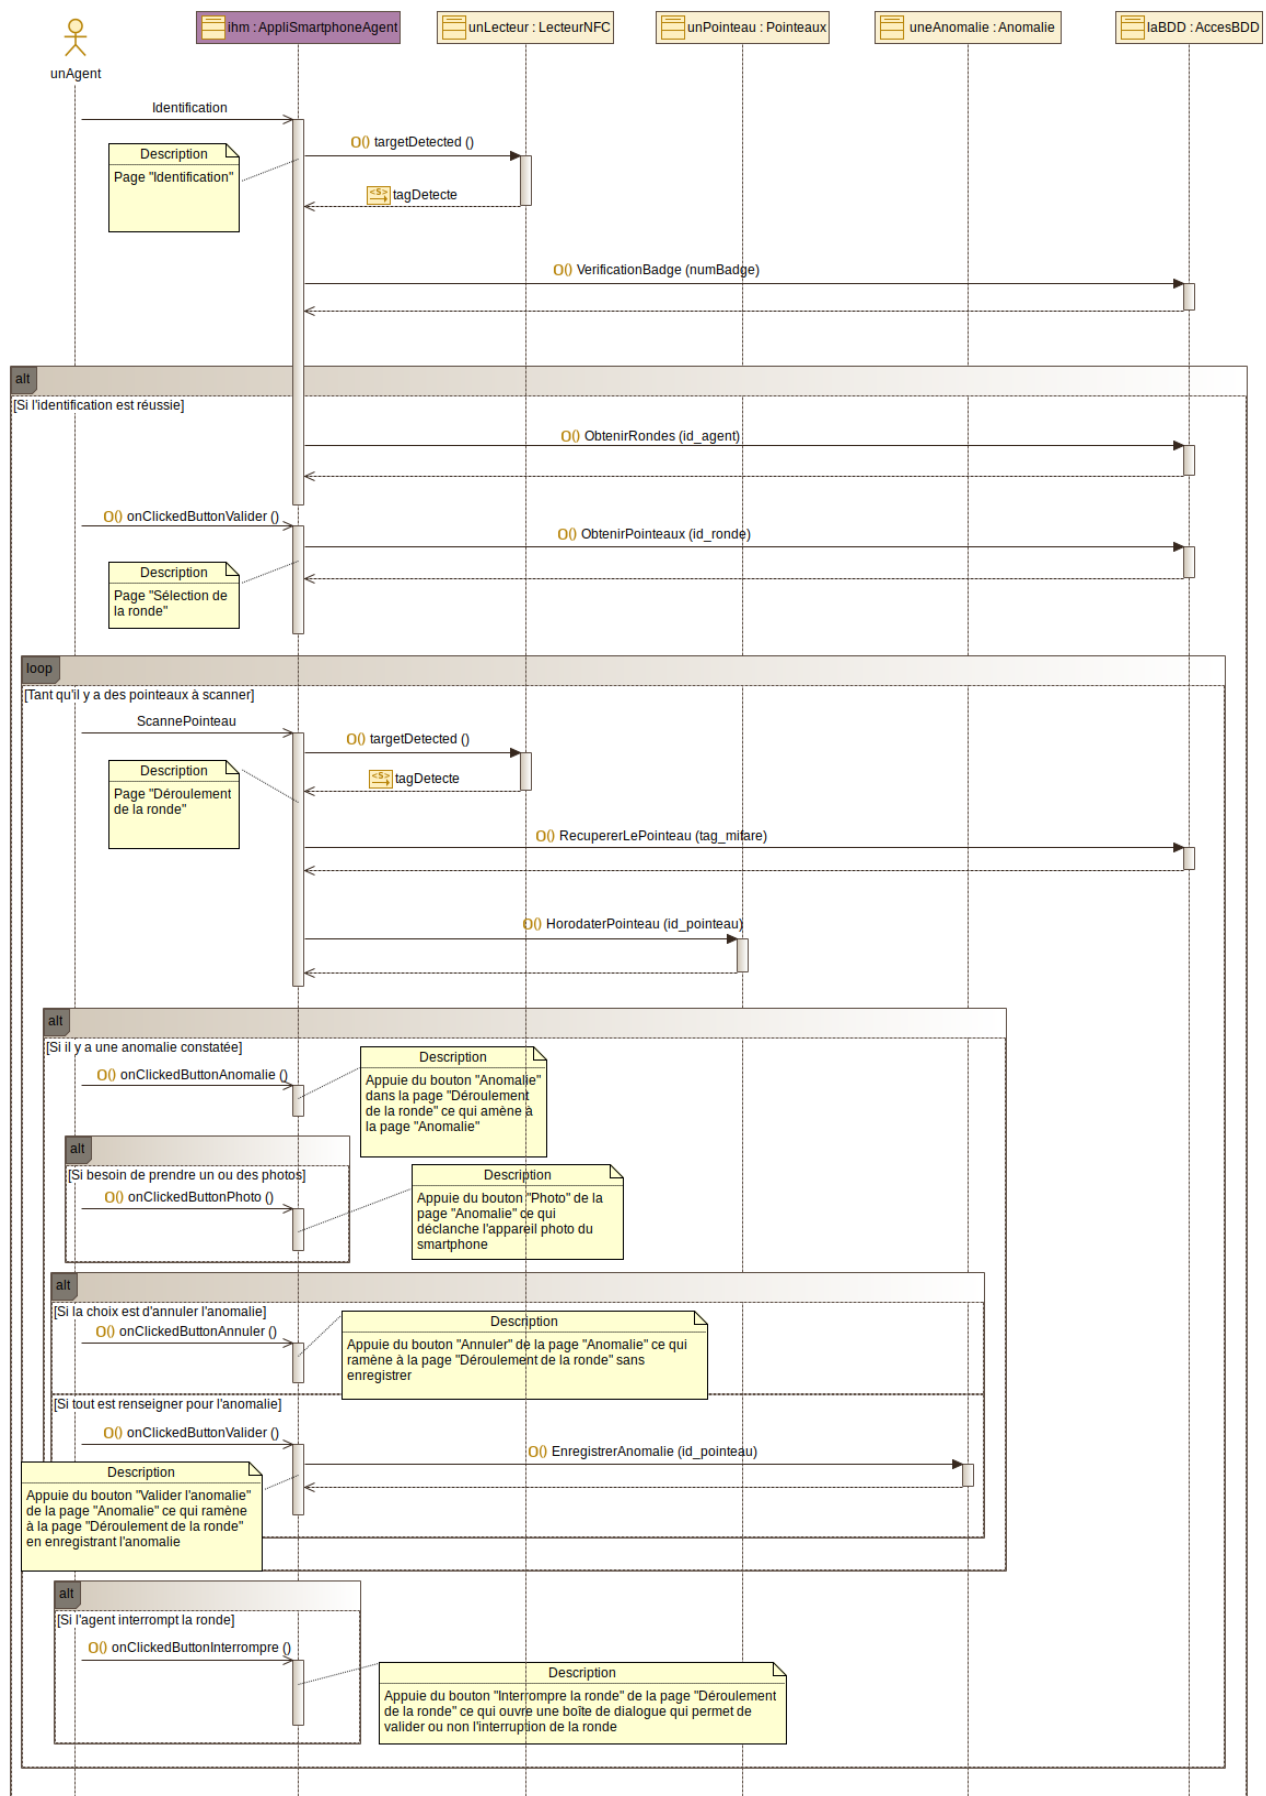 unAgent
ihm : AppliSmartphoneAgent
unLecteur : LecteurNFC
unPointeau : Pointeaux
uneAnomalie : Anomalie
laBDD : AccesBDD
Identification
Description
Page "Identification"
O() targetDetected ()
<S> tagDetecte
O() VerificationBadge (numBadge)
alt
[Si l'identification est réussie]
O() ObtenirRondes (id_agent)
O() onClickedButtonValider ()
O() ObtenirPointeaux (id_ronde)
Description
Page "Sélection de
la ronde"
loop
[Tant qu'il y a des pointeaux à scanner]
ScannePointeau
O() targetDetected ()
Description
Page "Déroulement
de la ronde"
<S> tagDetecte
O() RecupererLePointeau (tag_mifare)
O() HorodaterPointeau (id_pointeau)
alt
[Si il y a une anomalie constatée]
O() onClickedButtonAnomalie ()
Description
Appuie du bouton "Anomalie"
dans la page "Déroulement
de la ronde" ce qui amène à
la page "Anomalie"
alt
[Si besoin de prendre un ou des photos]
O() onClickedButtonPhoto ()
Description
Appuie du bouton "Photo" de la
page "Anomalie" ce qui
déclanche l'appareil photo du
smartphone
alt
[Si la choix est d'annuler l'anomalie]
O() onClickedButtonAnnuler ()
Description
Appuie du bouton "Annuler" de la page "Anomalie" ce qui
ramène à la page "Déroulement de la ronde" sans
enregistrer
[Si tout est renseigner pour l'anomalie]
O() onClickedButtonValider ()
O() EnregistrerAnomalie (id_pointeau)
Description
Appuie du bouton "Valider l'anomalie"
de la page "Anomalie" ce qui ramène
à la page "Déroulement de la ronde"
en enregistrant l'anomalie
alt
[Si l'agent interrompt la ronde]
O() onClickedButtonInterrompre ()
Description
Appuie du bouton "Interrompre la ronde" de la page "Déroulement
de la ronde" ce qui ouvre une boîte de dialogue qui permet de
valider ou non l'interruption de la ronde